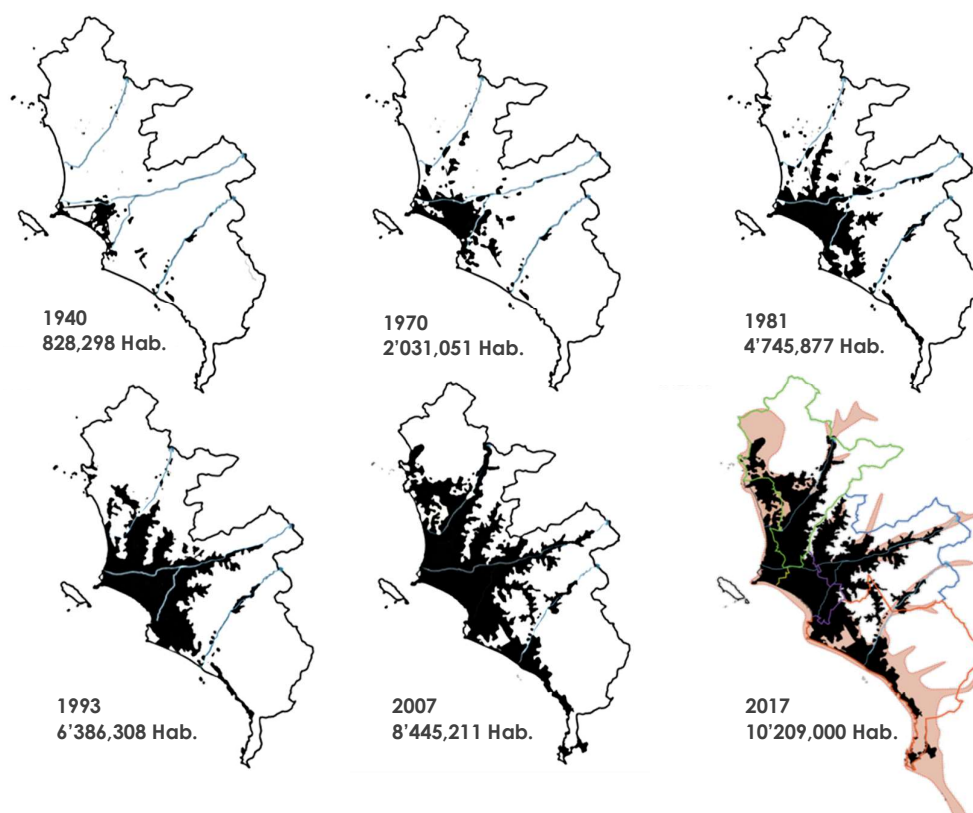 1940
828,298 Hab.
1970
2’031,051 Hab.
1981
4’745,877 Hab.
1993
6’386,308 Hab.
2007
8’445,211 Hab.
2017
10’209,000 Hab.